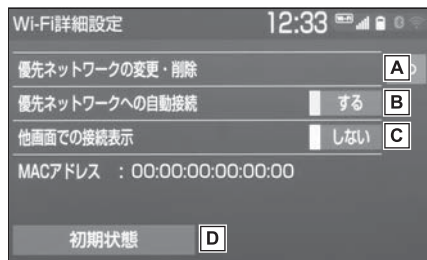 Wi-Fi詳細設定 12:33
優先ネットワークの変更・削除 A
優先ネットワークへの自動接続 する B
他画面での接続表示 しない C
MACアドレス : 00:00:00:00:00:00
初期状態 D